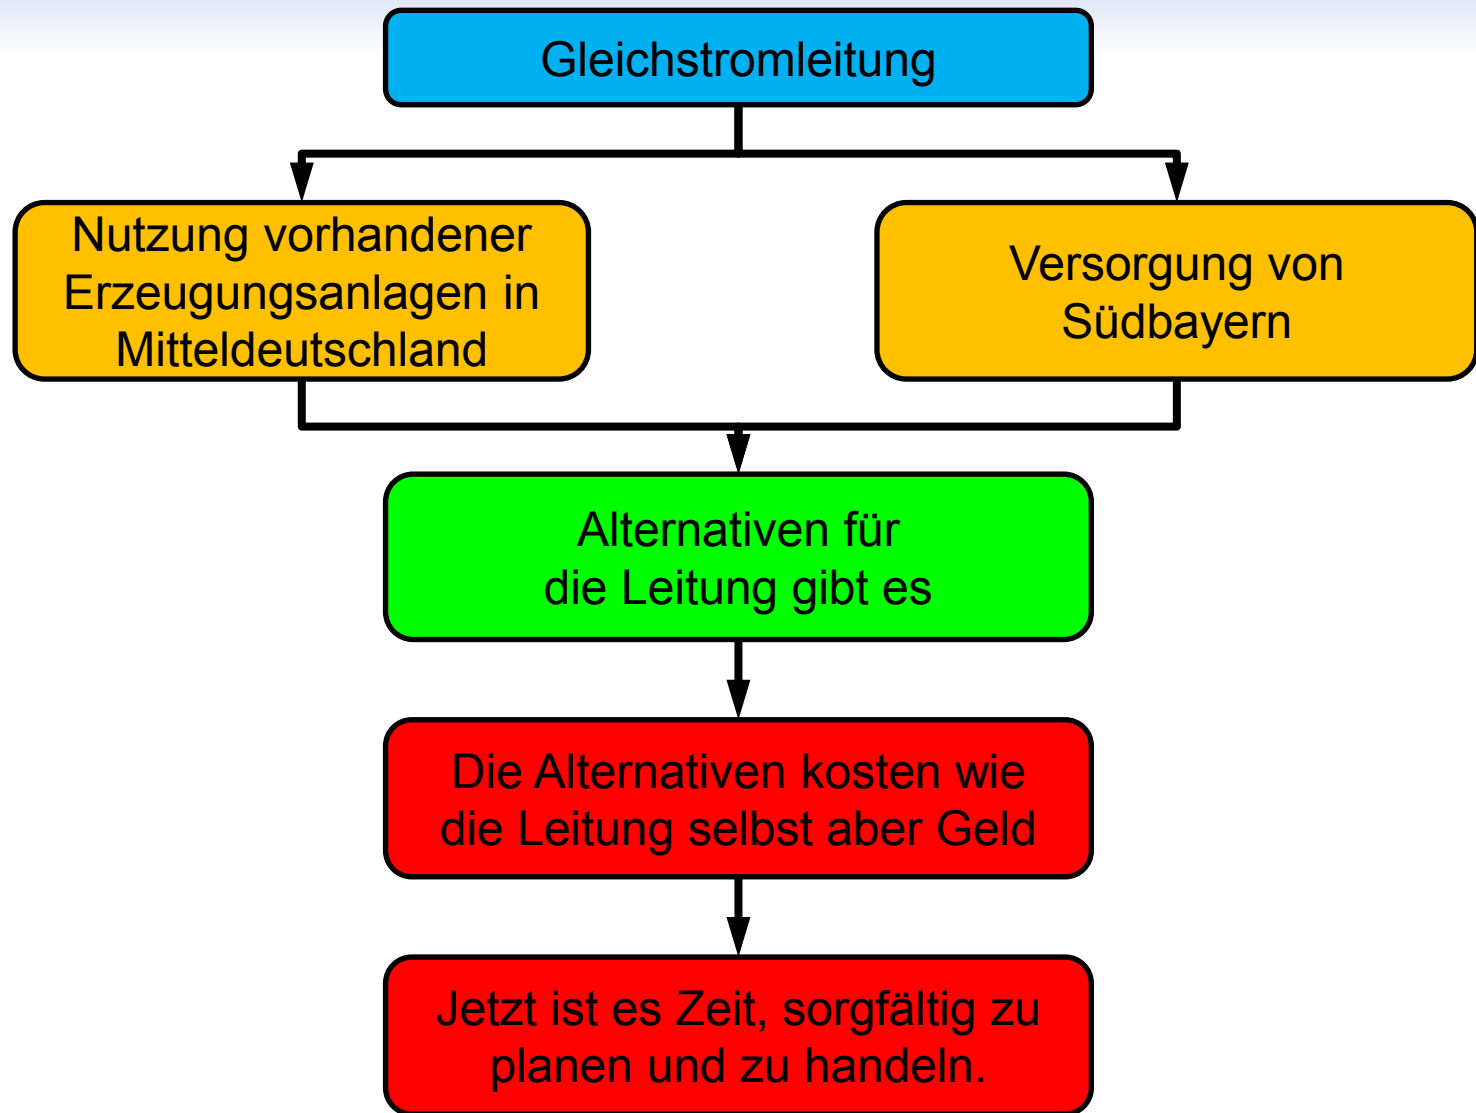 Gleichstromleitung
Nutzung vorhandener
Erzeugungsanlagen in
Mitteldeutschland
Versorgung von
Südbayern
Alternativen für
die Leitung gibt es
Die Alternativen kosten wie
die Leitung selbst aber Geld
Jetzt ist es Zeit, sorgfältig zu
planen und zu handeln.